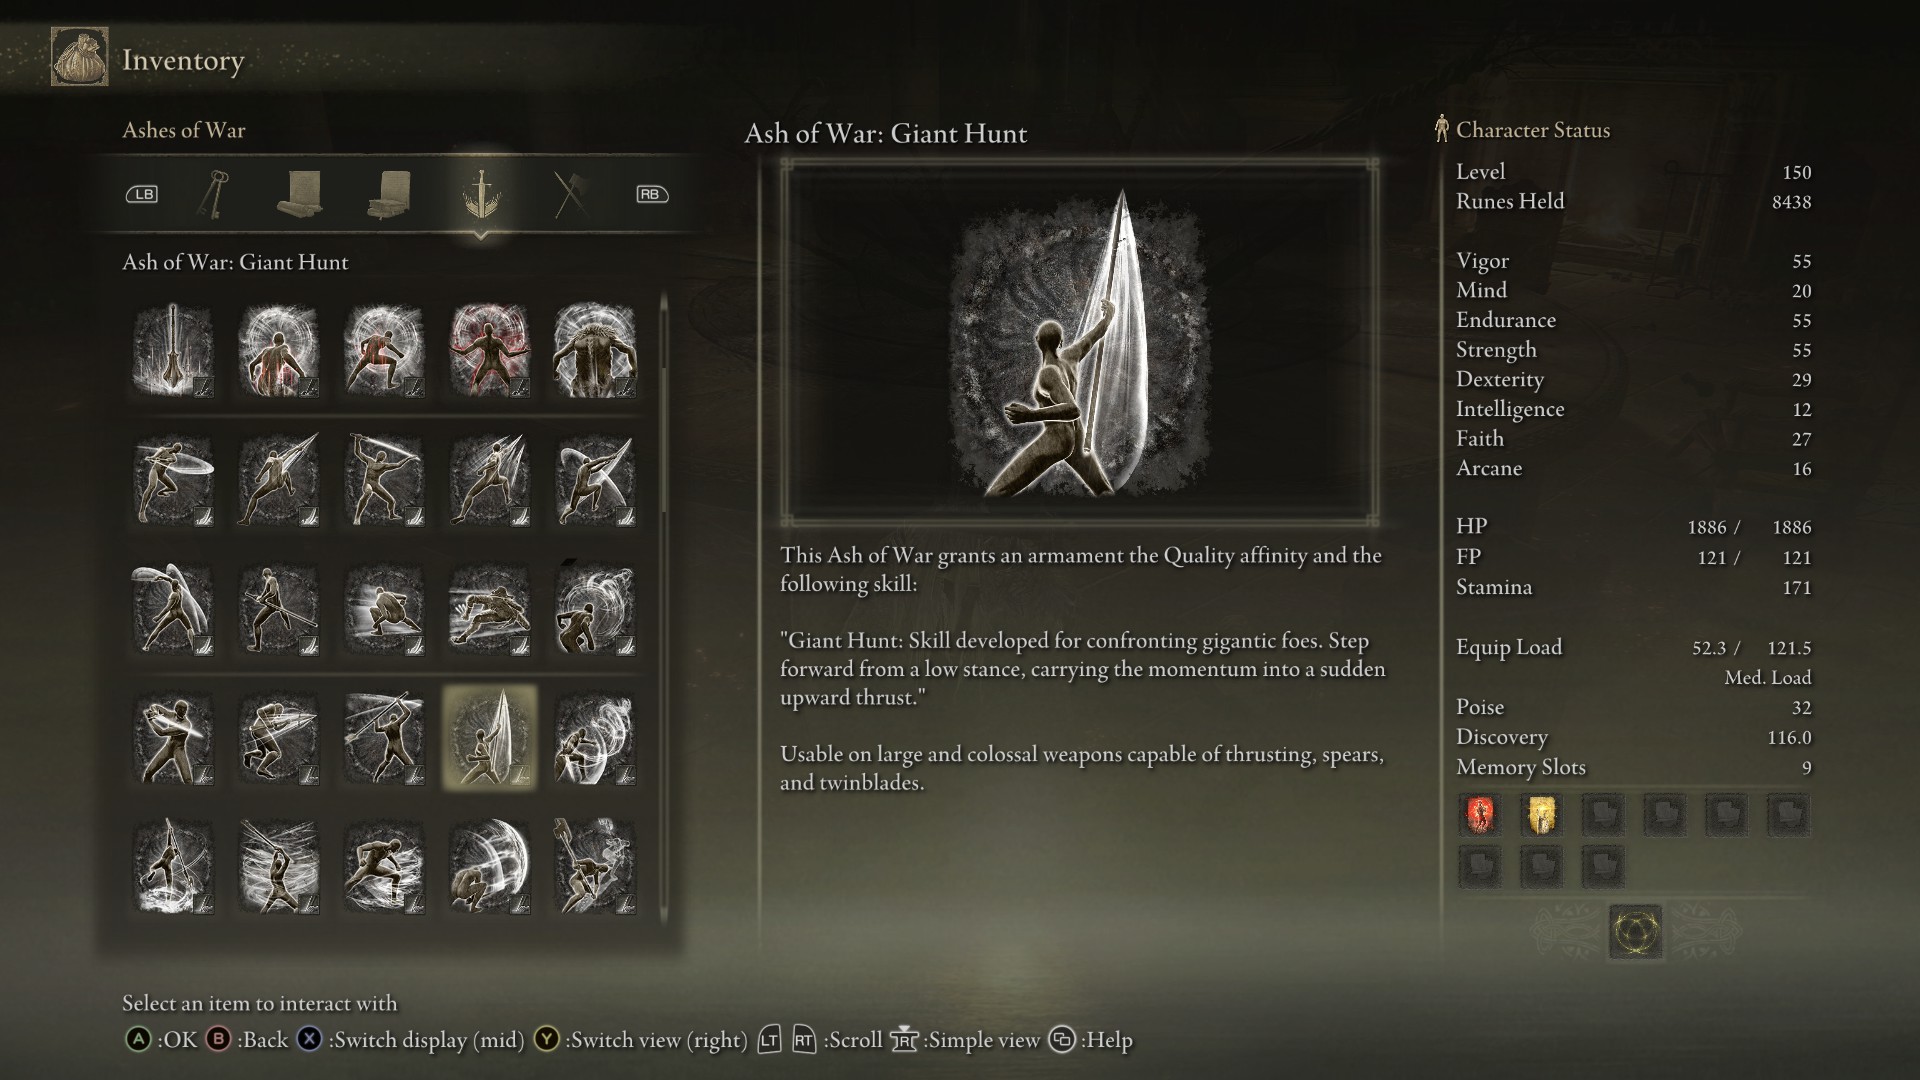 Inventory
Ashes of War
LB
RB
Ash of War: Giant Hunt
Ash of War: Giant Hunt
This Ash of War grants an armament the Quality affinity and the
following skill:
"Giant Hunt: Skill developed for confronting gigantic foes. Step
forward from a low stance, carrying the momentum into a sudden
upward thrust."
Usable on large and colossal weapons capable of thrusting, spears,
and twinblades.
Character Status
Level 150
Runes Held 8438
Vigor 55
Mind 20
Endurance 55
Strength 55
Dexterity 29
Intelligence 12
Faith 27
Arcane 16
HP 1886 / 1886
FP 121 / 121
Stamina 171
Equip Load 52.3 / 121.5
Med. Load
Poise 32
Discovery 116.0
Memory Slots 9
Select an item to interact with
A :OK B :Back X :Switch display (mid) Y :Switch view (right) LT RT :Scroll R :Simple view :Help